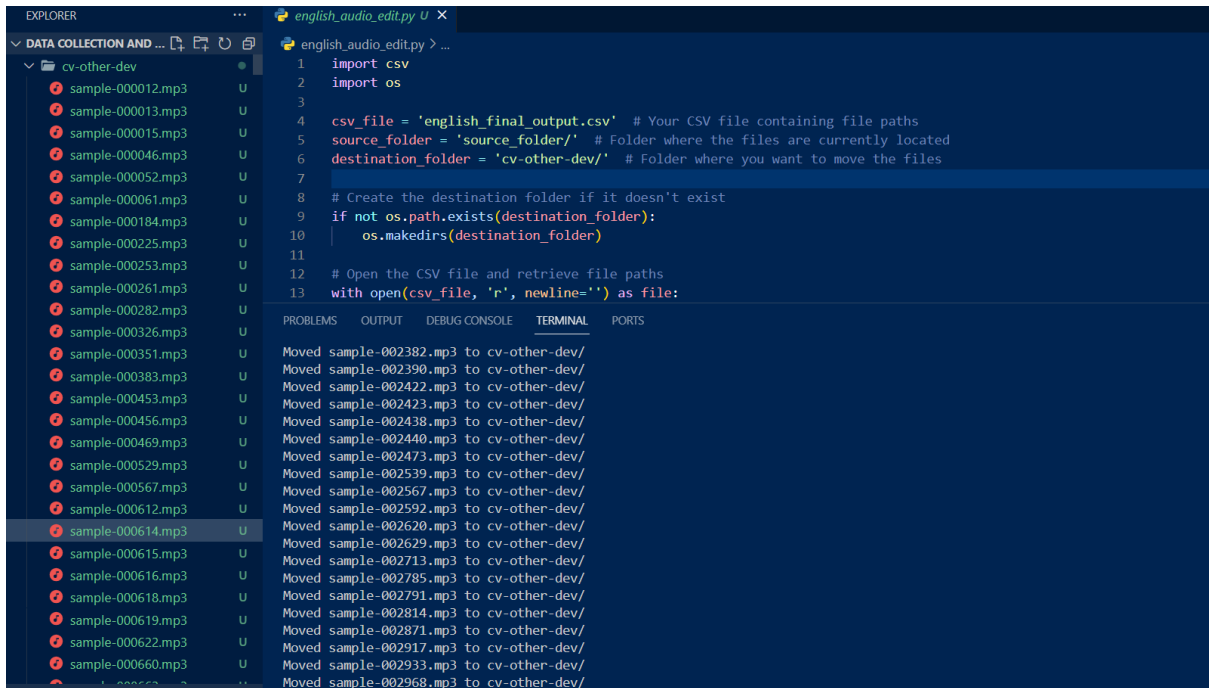 EXPLORER ...
DATA COLLECTION AND ...
cv-other-dev
sample-000012.mp3 U
sample-000013.mp3 U
sample-000015.mp3 U
sample-000046.mp3 U
sample-000052.mp3 U
sample-000061.mp3 U
sample-000184.mp3 U
sample-000225.mp3 U
sample-000253.mp3 U
sample-000261.mp3 U
sample-000282.mp3 U
sample-000326.mp3 U
sample-000351.mp3 U
sample-000383.mp3 U
sample-000453.mp3 U
sample-000456.mp3 U
sample-000469.mp3 U
sample-000529.mp3 U
sample-000567.mp3 U
sample-000612.mp3 U
sample-000614.mp3 U
sample-000615.mp3 U
sample-000616.mp3 U
sample-000618.mp3 U
sample-000619.mp3 U
sample-000622.mp3 U
sample-000660.mp3 U
english_audio_edit.py U
english_audio_edit.py > ...
1 import csv
2 import os
3
4 csv_file = 'english_final_output.csv' # Your CSV file containing file paths
5 source_folder = 'source_folder/' # Folder where the files are currently located
6 destination_folder = 'cv-other-dev/' # Folder where you want to move the files
7
8 # Create the destination folder if it doesn't exist
9 if not os.path.exists(destination_folder):
10 os.makedirs(destination_folder)
11
12 # Open the CSV file and retrieve file paths
13 with open(csv_file, 'r', newline='') as file:
PROBLEMS OUTPUT DEBUG CONSOLE TERMINAL PORTS
Moved sample-002382.mp3 to cv-other-dev/
Moved sample-002390.mp3 to cv-other-dev/
Moved sample-002422.mp3 to cv-other-dev/
Moved sample-002423.mp3 to cv-other-dev/
Moved sample-002438.mp3 to cv-other-dev/
Moved sample-002440.mp3 to cv-other-dev/
Moved sample-002473.mp3 to cv-other-dev/
Moved sample-002539.mp3 to cv-other-dev/
Moved sample-002567.mp3 to cv-other-dev/
Moved sample-002592.mp3 to cv-other-dev/
Moved sample-002620.mp3 to cv-other-dev/
Moved sample-002629.mp3 to cv-other-dev/
Moved sample-002713.mp3 to cv-other-dev/
Moved sample-002785.mp3 to cv-other-dev/
Moved sample-002791.mp3 to cv-other-dev/
Moved sample-002814.mp3 to cv-other-dev/
Moved sample-002871.mp3 to cv-other-dev/
Moved sample-002917.mp3 to cv-other-dev/
Moved sample-002933.mp3 to cv-other-dev/
Moved sample-002968.mp3 to cv-other-dev/